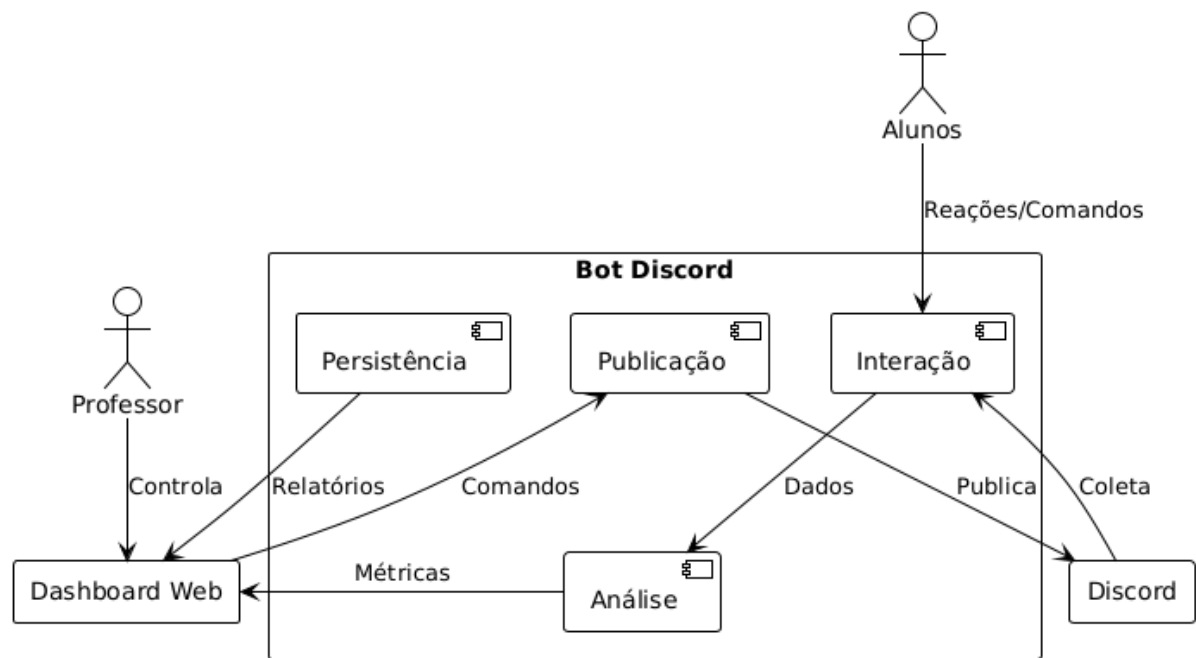 Alunos
Reações/Comandos
Bot Discord
Persistência
Publicação
Interação
Professor
Controla
Relatórios
Comandos
Dados
Publica
Coleta
Métricas
Dashboard Web
Análise
Discord